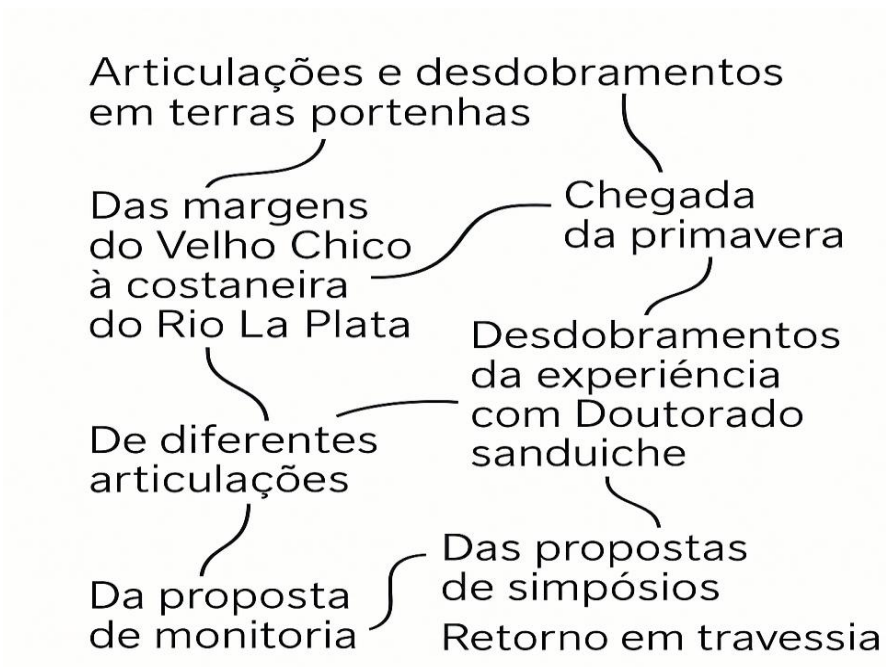 Articulações e desdobramentos
em terras portenhas
Das margens
do Velho Chico
à costaneira
do Rio La Plata
Chegada
da primavera
De diferentes
articulações
Desdobramentos
da experiéncia
com Doutorado
sanduiche
Da proposta
de monitoria
Das propostas
de simpósios
Retorno em travessia